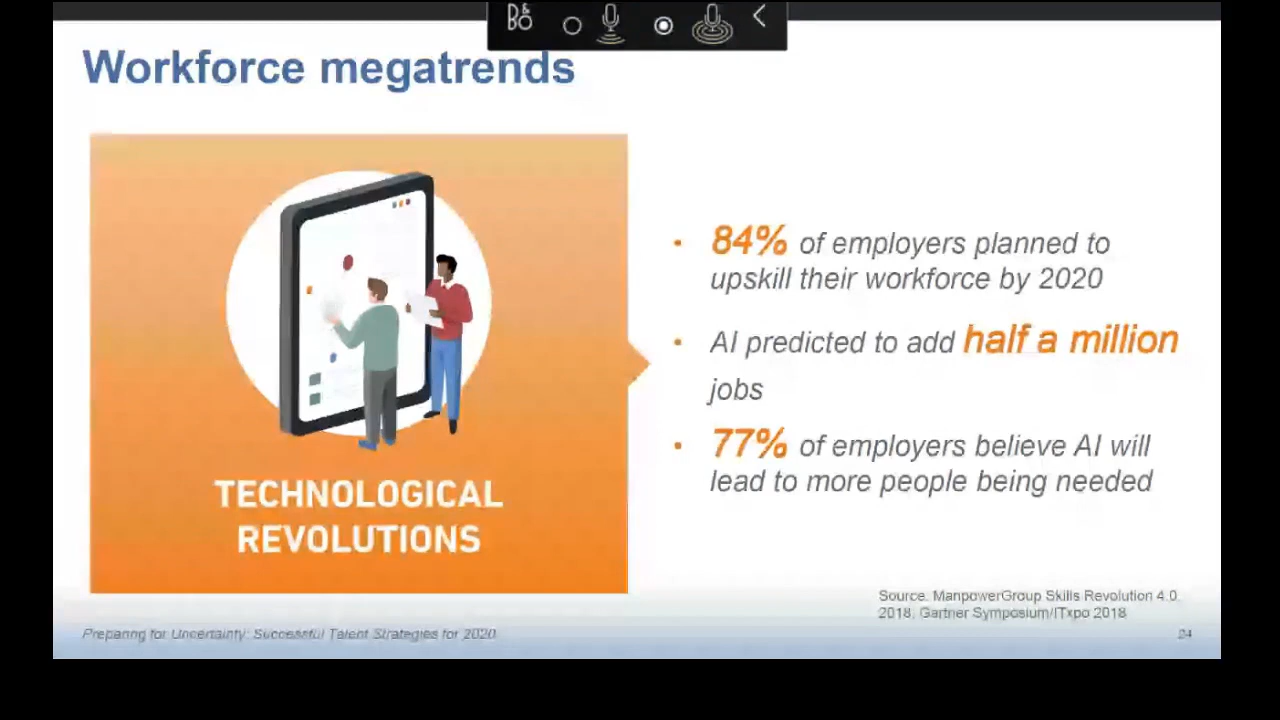 B&
O
Workforce megatrends
• 84% of employers planned to
upskill their workforce by 2020
• AI predicted to add half a million
jobs
• 77% of employers believe AI will
lead to more people being needed
TECHNOLOGICAL
REVOLUTIONS
Source. ManpowerGroup Skills Revolution 4.0.
2018, Gartner Symposium/ITxpo 2018
Preparing for Uncertainty: Successful Talent Strategies for 2020
24